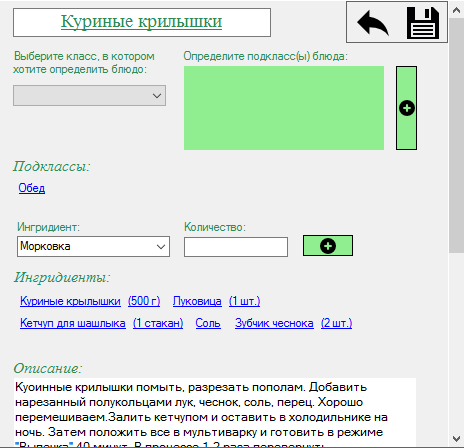 Куриные крилышки
Выберите класс, в котором
хотите определить блюдо:
Определите подкласс(ы) блюда:
Подклассы:
Обед
Ингридиент:
Количество:
Морковка
Ингридиенты:
Куриные крылышки (500 г) Луковица (1 шт.)
Кетчуп для шашлыка (1 стакан) Соль Зубчик чеснока (2 шт.)
Описание:
Куоинные крилышки помыть, разрезать пополам. Добавить
нарезанный полукольцами лук, чеснок, соль, перец. Хорошо
перемешиваем.Залить кетчупом и оставить в холодильнике на
ночь. Затем положить все в мультиварку и готовить в режиме
"Выпечка" 40 минут. В процессе 1-2 раза перевернуть